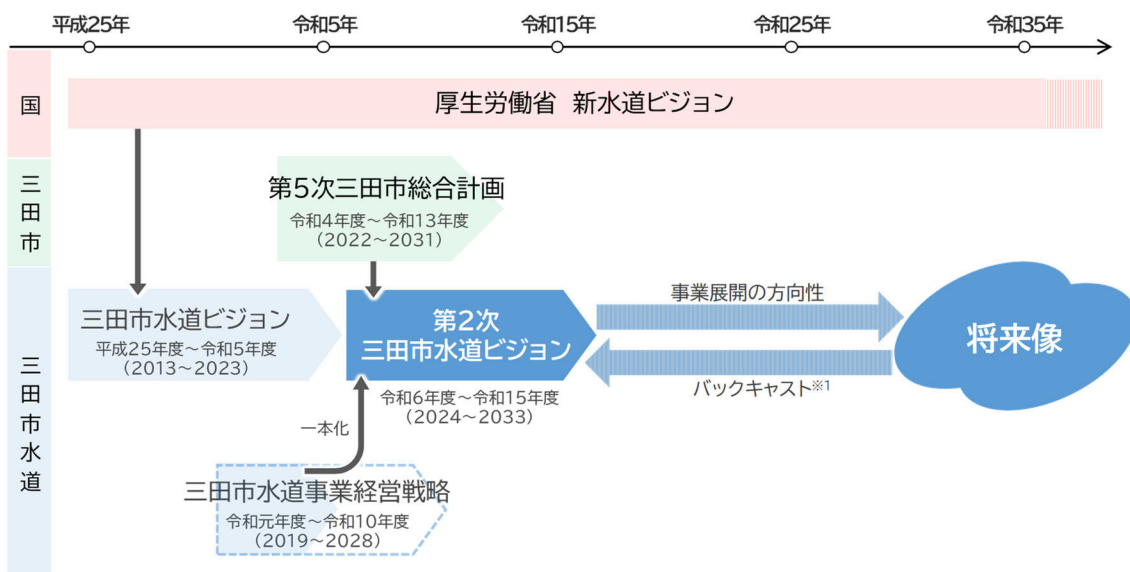 平成25年
令和5年
令和15年
令和25年
令和35年
国
厚生労働省 新水道ビジョン
三田市
第5次三田市総合計画
令和4年度～令和13年度
(2022～2031)
三田市水道
三田市水道ビジョン
平成25年度～令和5年度
(2013～2023)
第2次
三田市水道ビジョン
令和6年度～令和15年度
(2024～2033)
事業展開の方向性
バックキャスト※1
将来像
一本化
三田市水道事業経営戦略
令和元年度～令和10年度
(2019～2028)